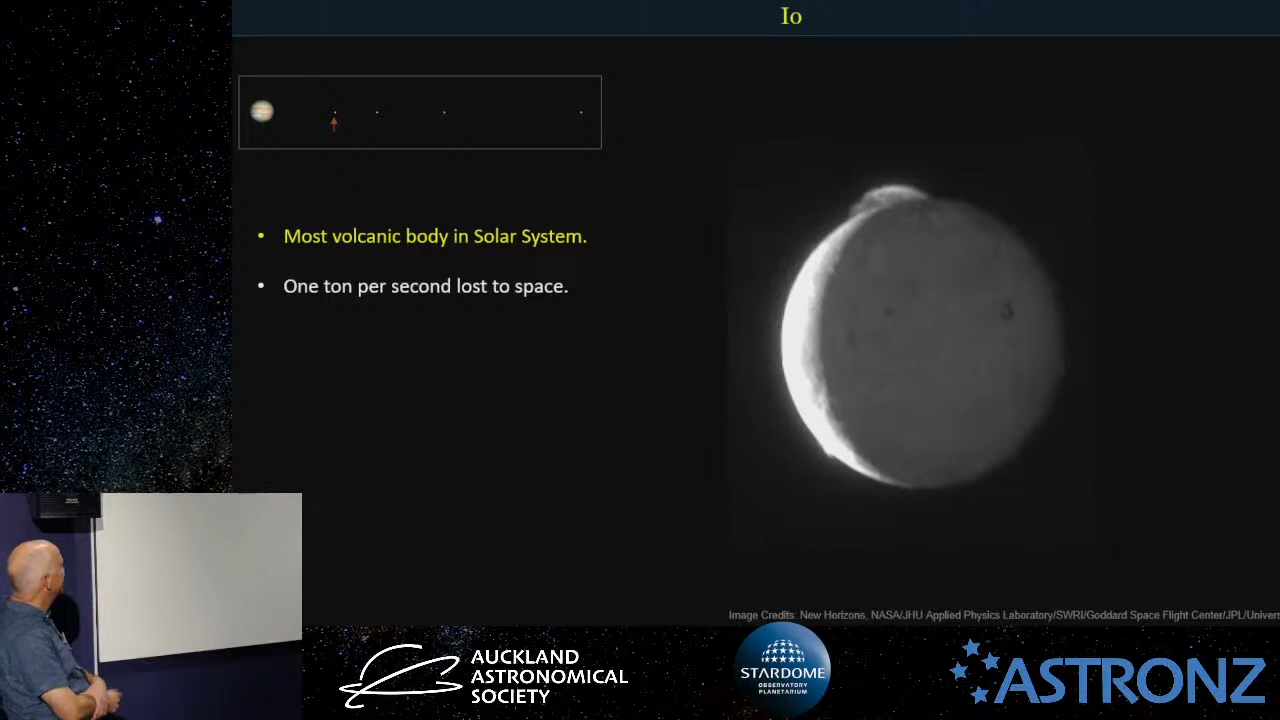 Io
• Most volcanic body in Solar System.
• One ton per second lost to space.
Image Credits: New Horizons, NASA/JHU Applied Physics Laboratory/SWRI/Goddard Space Flight Center/JPL/Univers
AUCKLAND
ASTRONOMICAL
SOCIETY
STARDOME
OBSERVATORY
PLANETARIUM
ASTRONZ